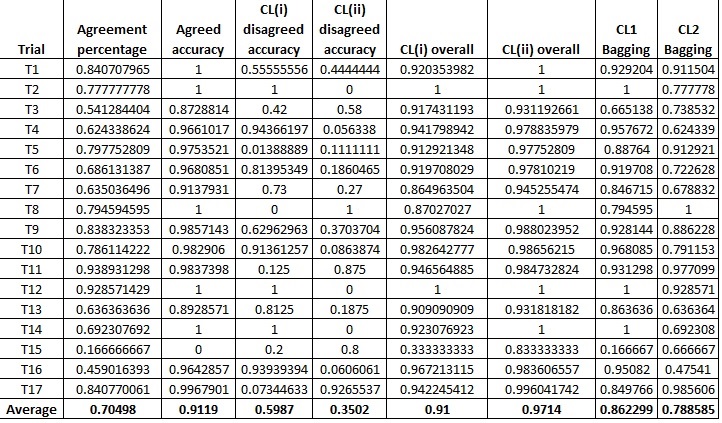 Trial Agreement percentage Agreed accuracy CL(i) disagreed accuracy CL(ii) disagreed accuracy CL(i) overall CL(ii) overall CL1 Bagging CL2 Bagging
T1 0.840707965 1 0.55555556 0.4444444 0.920353982 1 0.929204 0.911504
T2 0.777777778 1 1 0 1 1 1 0.777778
T3 0.541284404 0.8728814 0.42 0.58 0.917431193 0.931192661 0.665138 0.738532
T4 0.624338624 0.9661017 0.94366197 0.056338 0.941798942 0.978835979 0.957672 0.624339
T5 0.797752809 0.9753521 0.01388889 0.1111111 0.912921348 0.97752809 0.88764 0.912921
T6 0.686131387 0.9680851 0.81395349 0.1860465 0.919708029 0.97810219 0.919708 0.722628
T7 0.635036496 0.9137931 0.73 0.27 0.864963504 0.945255474 0.846715 0.678832
T8 0.794594595 1 0 1 0.87027027 1 0.794595 1
T9 0.838323353 0.9857143 0.62962963 0.3703704 0.956087824 0.988023952 0.928144 0.886228
T10 0.786114222 0.982906 0.91361257 0.0863874 0.982642777 0.98656215 0.968085 0.791153
T11 0.938931298 0.9837398 0.125 0.875 0.946564885 0.984732824 0.931298 0.977099
T12 0.928571429 1 1 0 1 1 1 0.928571
T13 0.636363636 0.8928571 0.8125 0.1875 0.909090909 0.931818182 0.863636 0.636364
T14 0.692307692 1 1 0 0.923076923 1 1 0.692308
T15 0.166666667 0 0.2 0.8 0.333333333 0.833333333 0.166667 0.666667
T16 0.459016393 0.9642857 0.93939394 0.0606061 0.967213115 0.983606557 0.95082 0.47541
T17 0.840770061 0.9967901 0.07344633 0.9265537 0.942245412 0.996041742 0.849766 0.985606
Average 0.70498 0.9119 0.5987 0.3502 0.91 0.9714 0.862299 0.788585